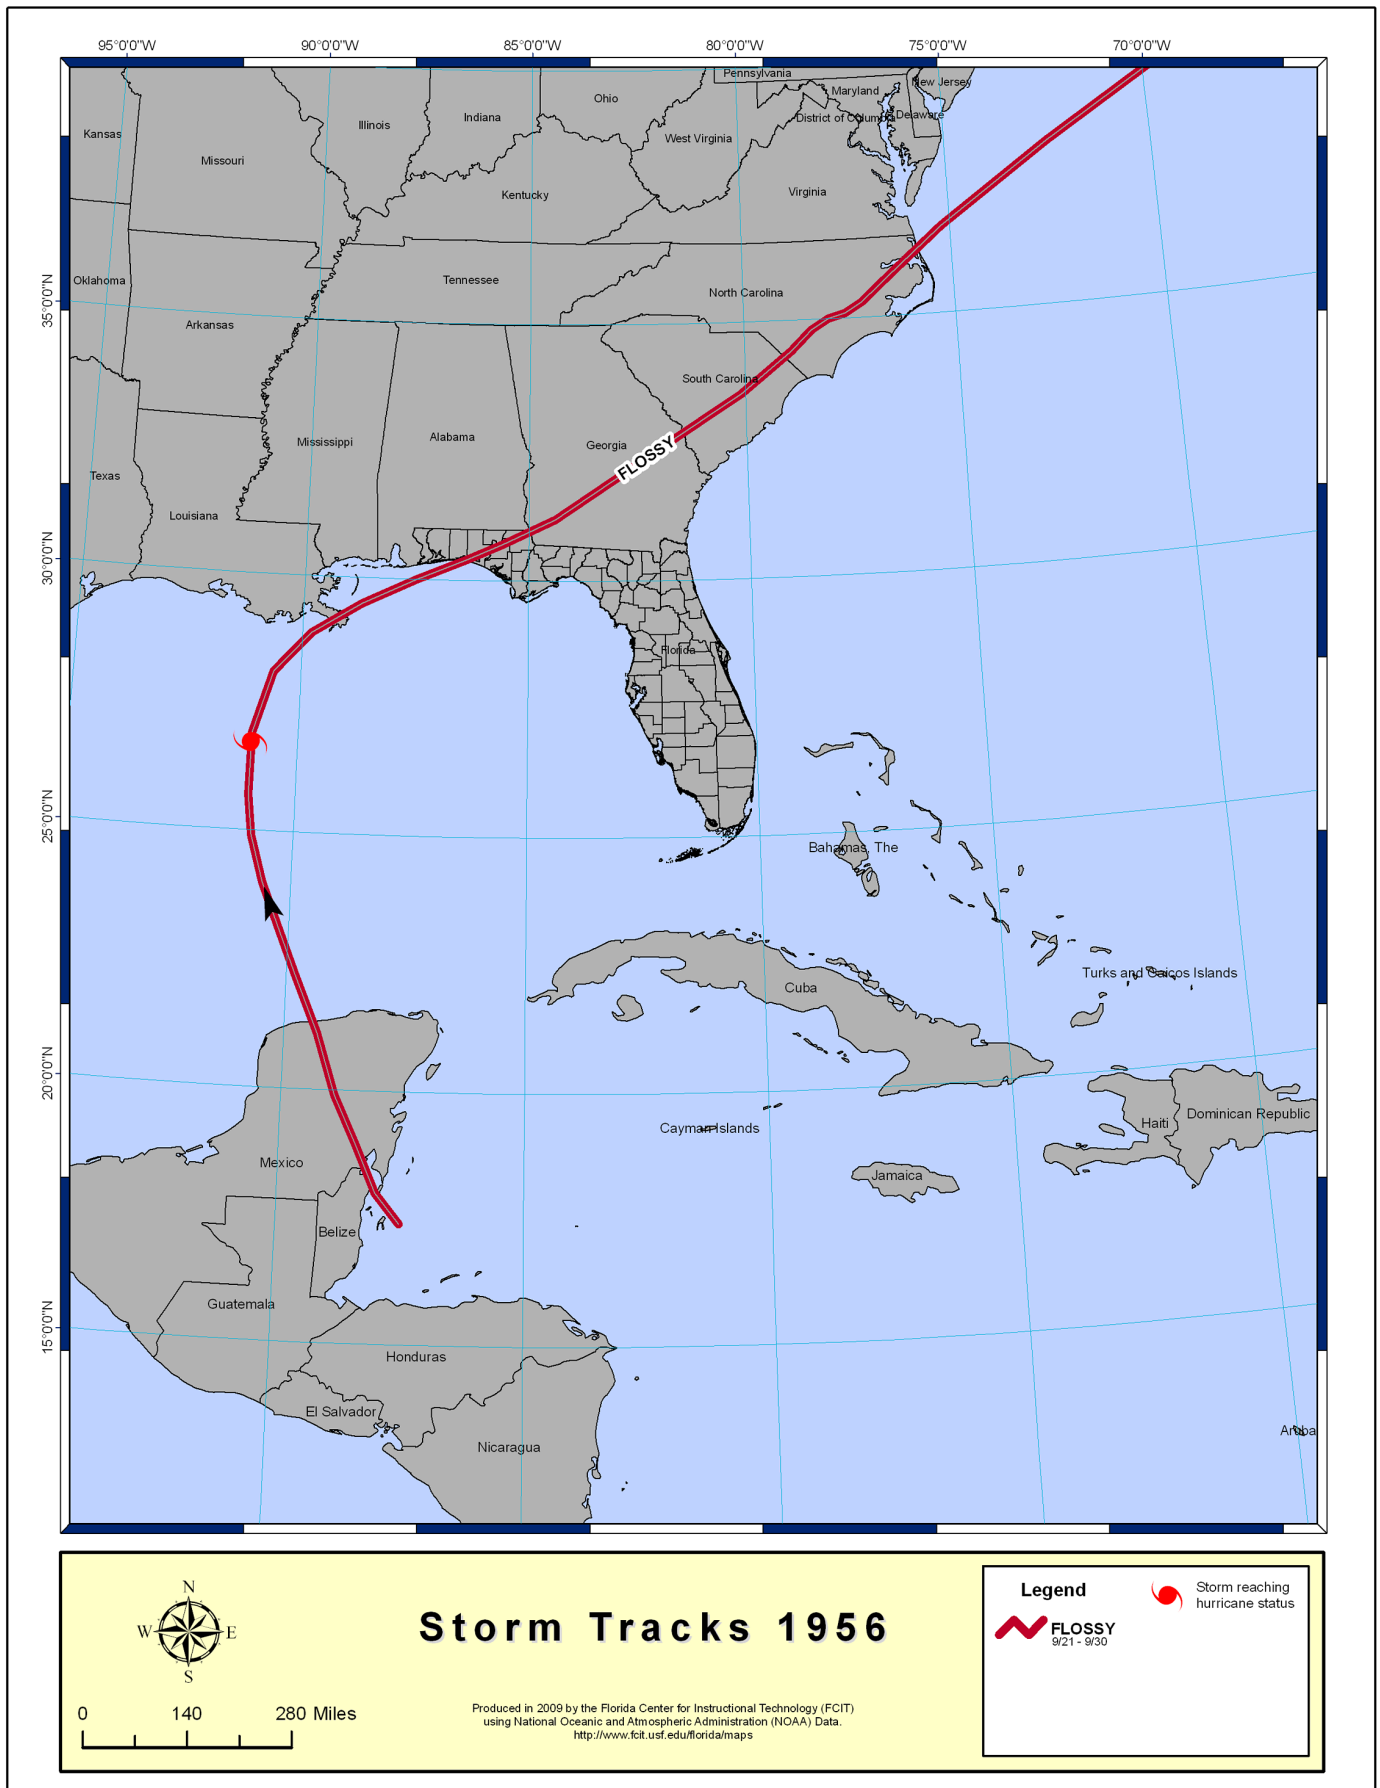 95°0'0"W 90°0'0"W 85°0'0"W 80°0'0"W 75°0'0"W 70°0'0"W
Pennsylvania
New Jersey
Maryland
Ohio
Delaware
District of Columbia
Indiana
Illinois
Kansas
West Virginia
Missouri
Virginia
Kentucky
Oklahoma
Tennessee
35°0'0"N
North Carolina
Arkansas
South Carolina
Alabama
Mississippi
Georgia
FLOSSY
Texas
Louisiana
30°0'0"N
Florida
25°0'0"N
Bahamas, The
Turks and Caicos Islands
Cuba
20°0'0"N
Dominican Republic
Haiti
Cayman Islands
Mexico
Jamaica
Belize
Guatemala
15°0'0"N
Honduras
El Salvador
Aruba
Nicaragua
N
W E
S
0 140 280 Miles
Storm Tracks 1956
Produced in 2009 by the Florida Center for Instructional Technology (FCIT)
using National Oceanic and Atmospheric Administration (NOAA) Data.
http://www.fcit.usf.edu/florida/maps
Legend
FLOSSY
9/21 - 9/30
Storm reaching
hurricane status